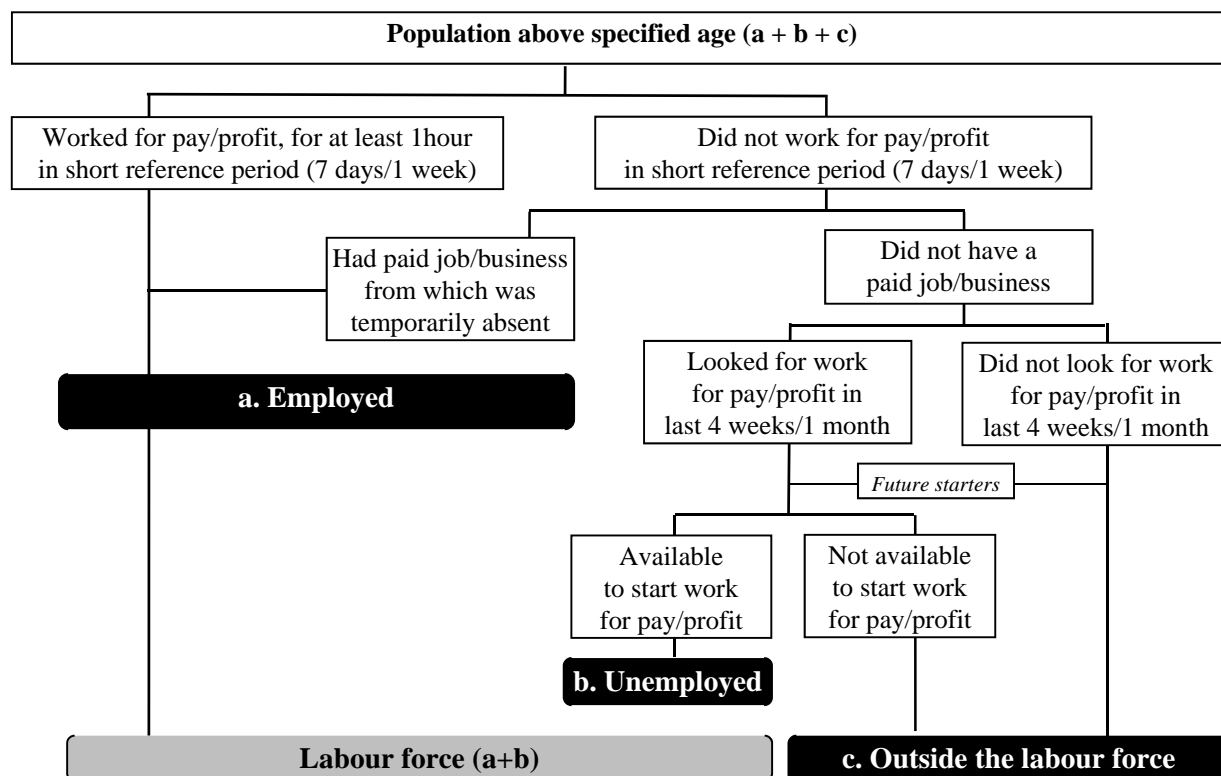 Population above specified age (a + b + c)
Worked for pay/profit, for at least 1hour
in short reference period (7 days/1 week)
Did not work for pay/profit
in short reference period (7 days/1 week)
Had paid job/business
from which was
temporarily absent
Did not have a
paid job/business
Looked for work
for pay/profit in
last 4 weeks/1 month
Did not look for work
for pay/profit in
last 4 weeks/1 month
a. Employed
Future starters
Available
to start work
for pay/profit
Not available
to start work
for pay/profit
b. Unemployed
Labour force (a+b)
c. Outside the labour force